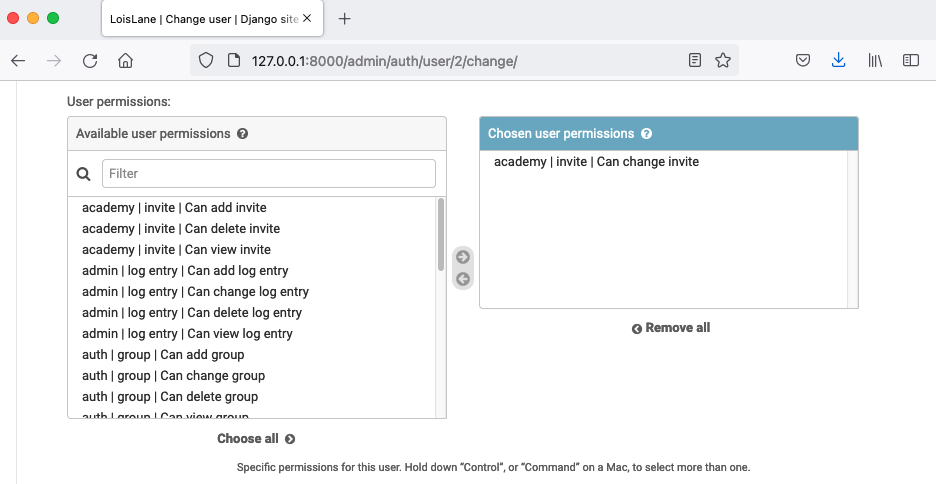 LoisLane | Change user | Django site
127.0.0.1:8000/admin/auth/user/2/change/
User permissions:
Available user permissions
Filter
academy | invite | Can add invite
academy | invite | Can delete invite
academy | invite | Can view invite
admin | log entry | Can add log entry
admin | log entry | Can change log entry
admin | log entry | Can delete log entry
admin | log entry | Can view log entry
auth | group | Can add group
auth | group | Can change group
auth | group | Can delete group
auth | group | Can view group
Choose all
Chosen user permissions
academy | invite | Can change invite
Remove all
Specific permissions for this user. Hold down “Control”, or “Command” on a Mac, to select more than one.